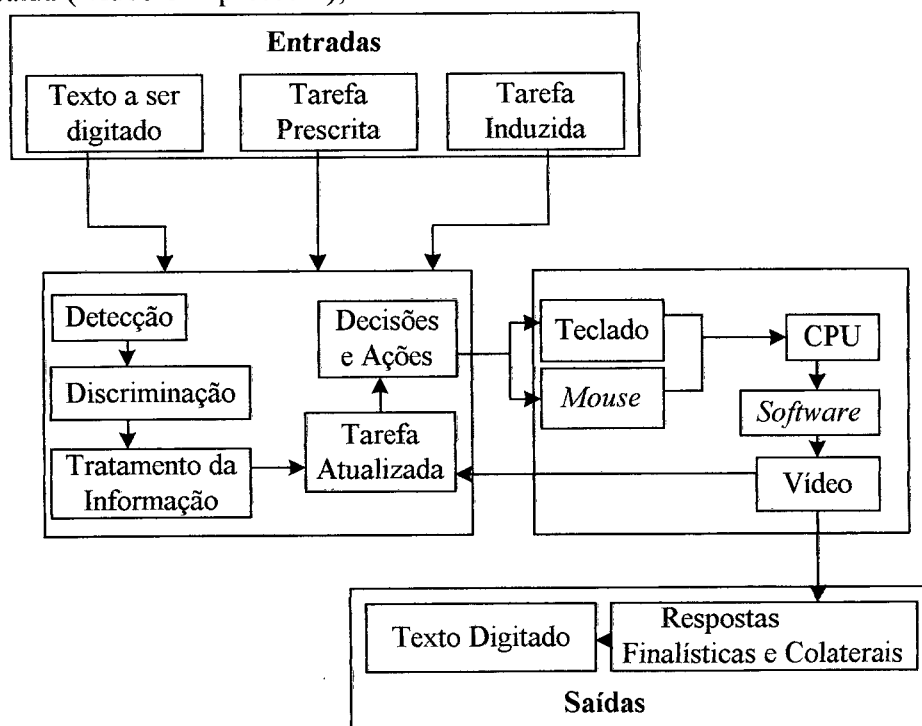 Entradas
Texto a ser
digitado
Tarefa
Prescrita
Tarefa
Induzida
Detecção
Discriminação
Tratamento da
Informação
Decisões
e Ações
Tarefa
Atualizada
Teclado
Mouse
CPU
Software
Vídeo
Texto Digitado
Respostas
Finalísticas e Colaterais
Saídas